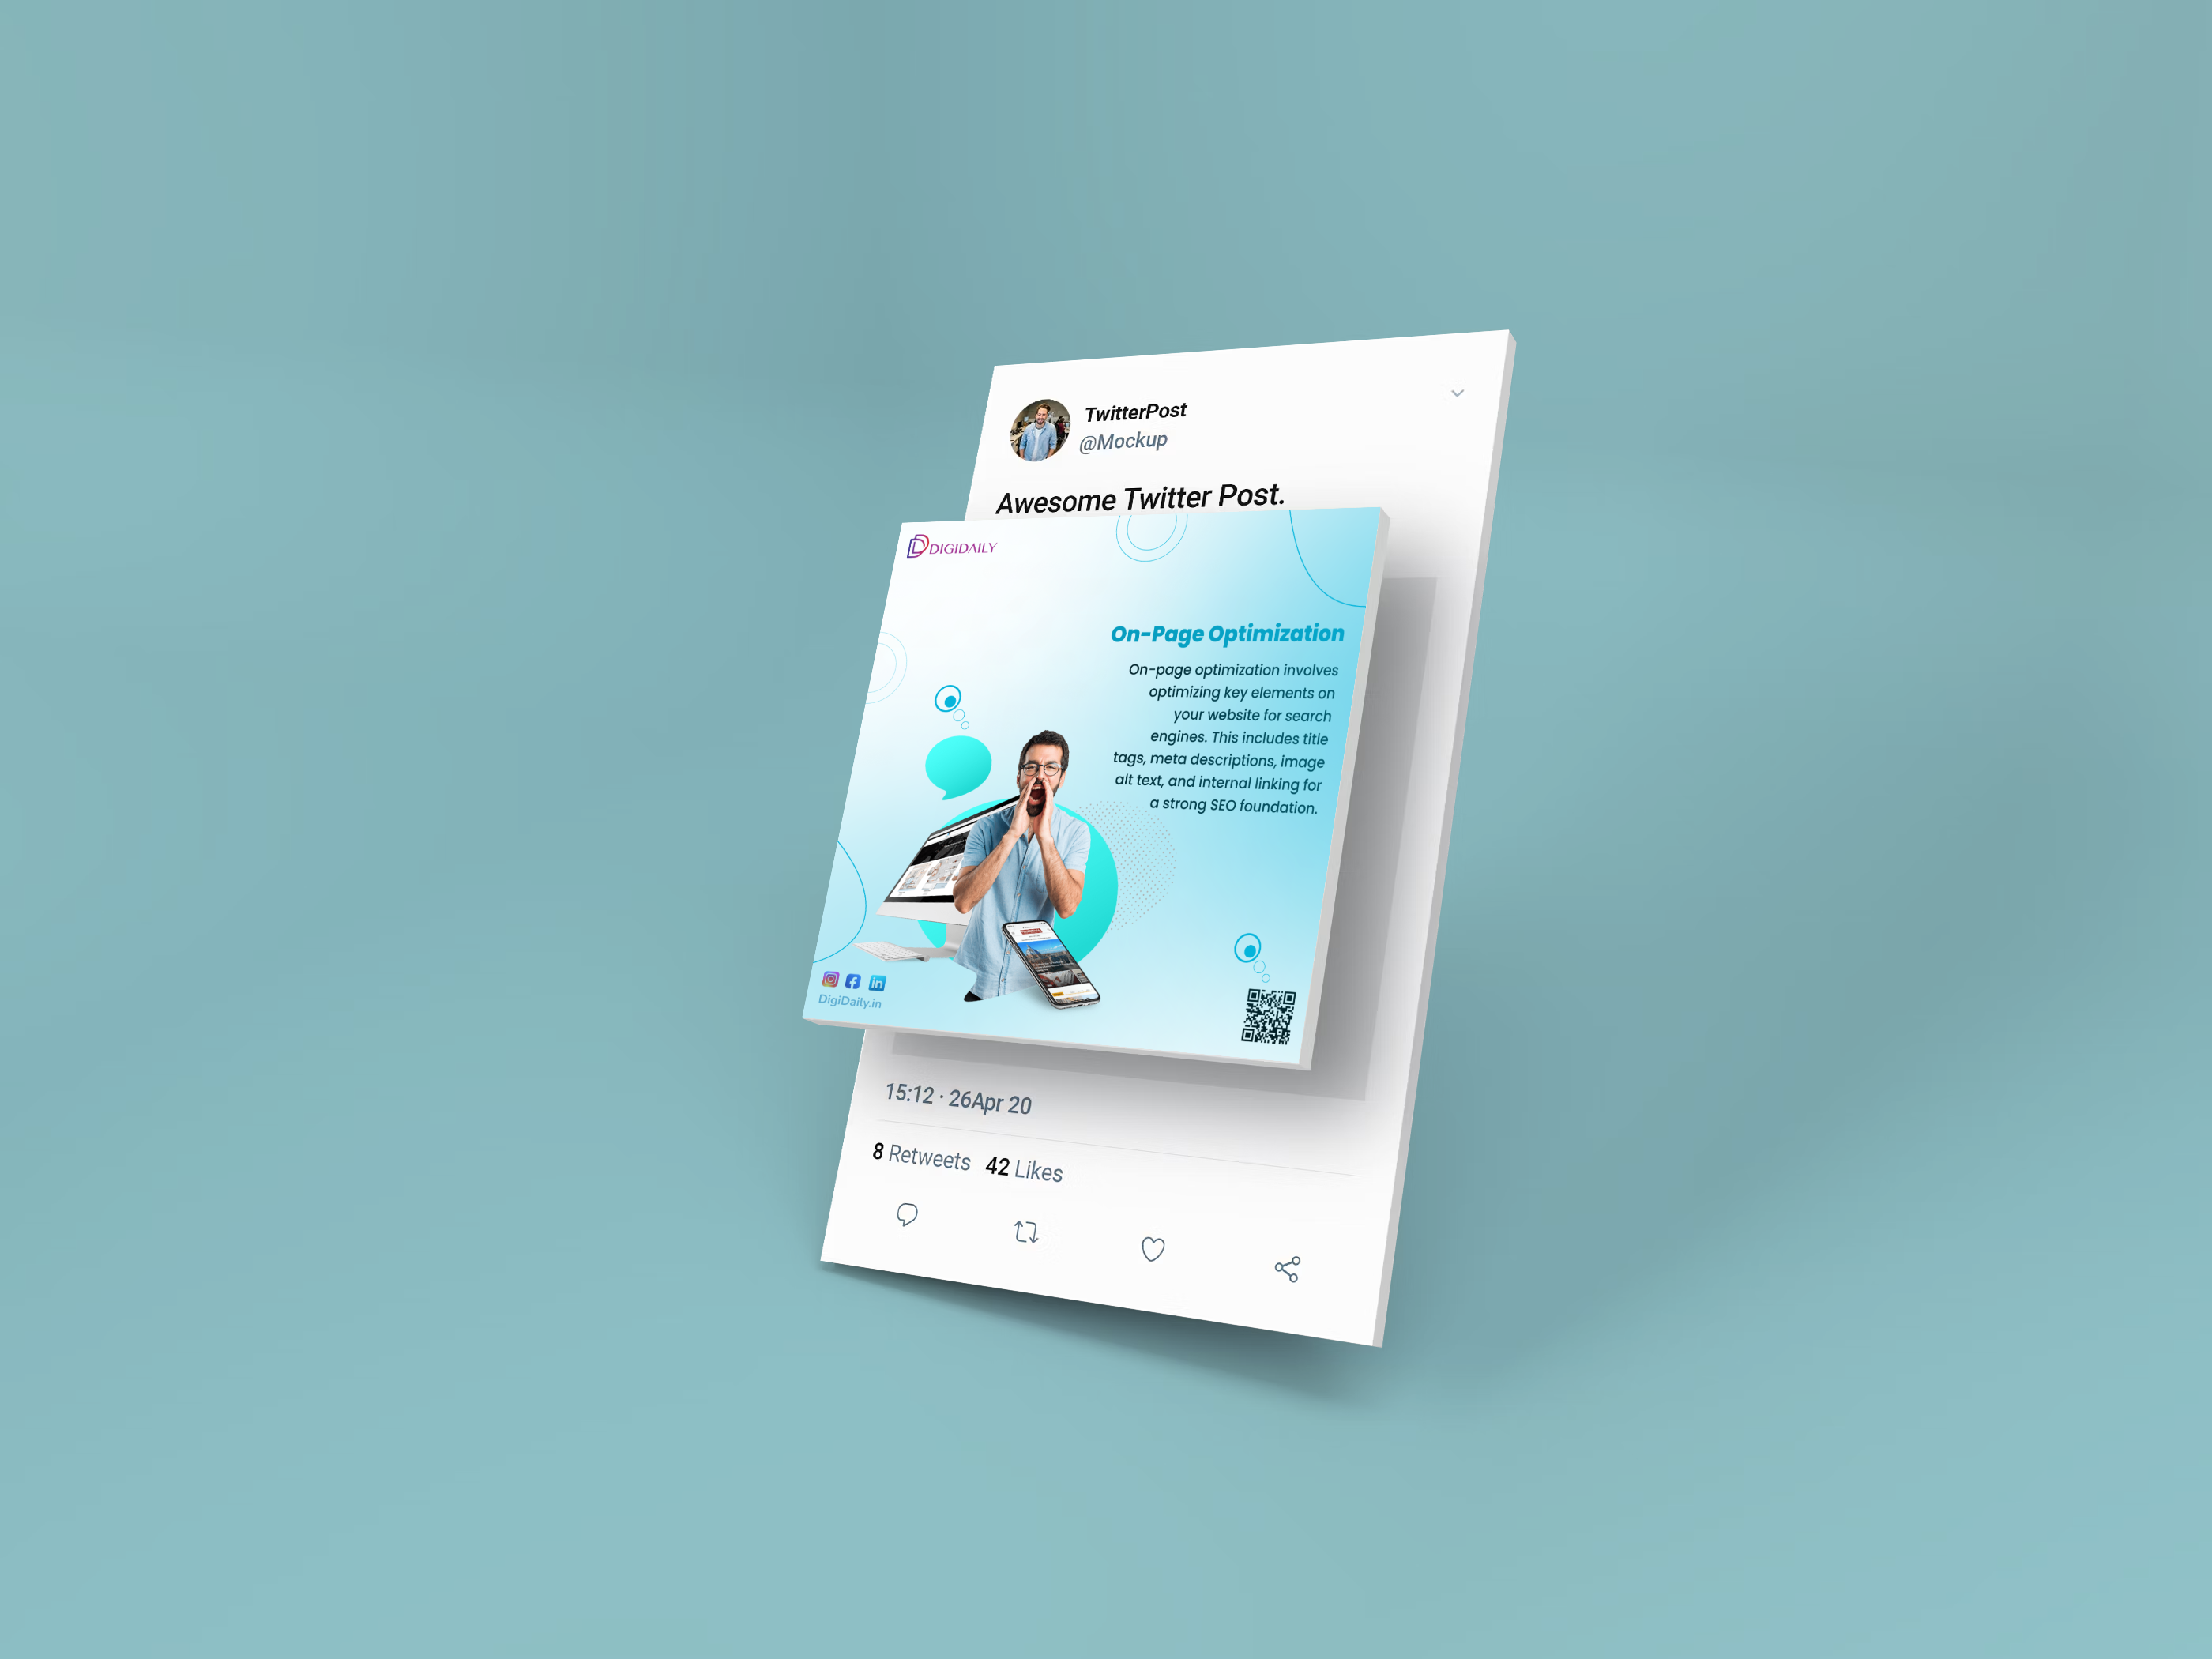 TwitterPost
@Mockup
Awesome Twitter Post.
DIGIDAILY
On-Page Optimization
On-page optimization involves
optimizing key elements on
your website for search
engines. This includes title
tags, meta descriptions, image
alt text, and internal linking for
a strong SEO foundation.
DigiDaily.in
15:12 · 26Apr 20
8 Retweets 42 Likes